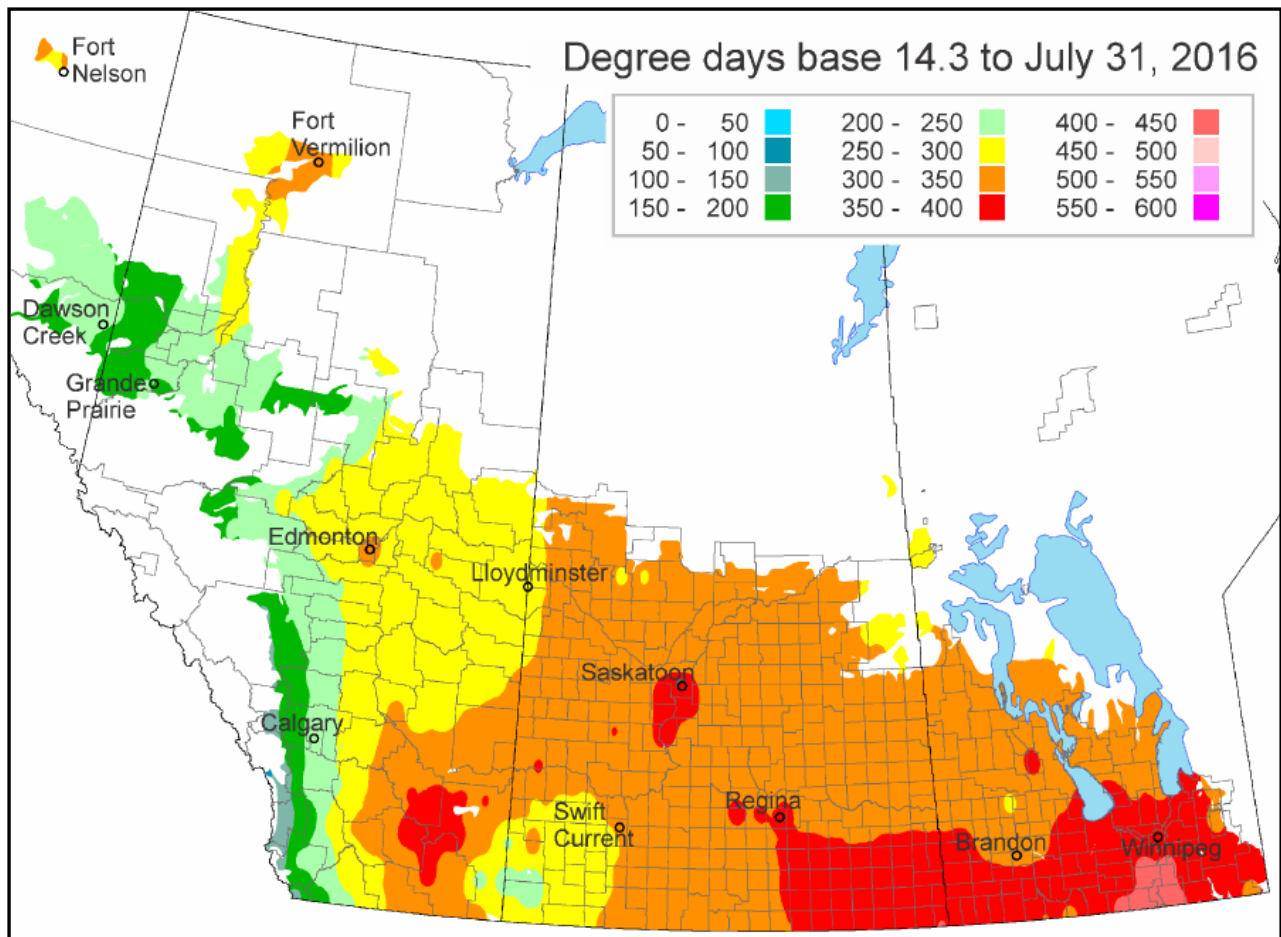 Degree days base 14.3 to July 31, 2016
0 - 50
50 - 100
100 - 150
150 - 200
200 - 250
250 - 300
300 - 350
350 - 400
400 - 450
450 - 500
500 - 550
550 - 600
Fort
Nelson
Fort
Vermilion
Dawson
Creek
Grande
Prairie
Edmonton
Lloydminster
Saskatoon
Calgary
Swift
Current
Regina
Brandon
Winnipeg